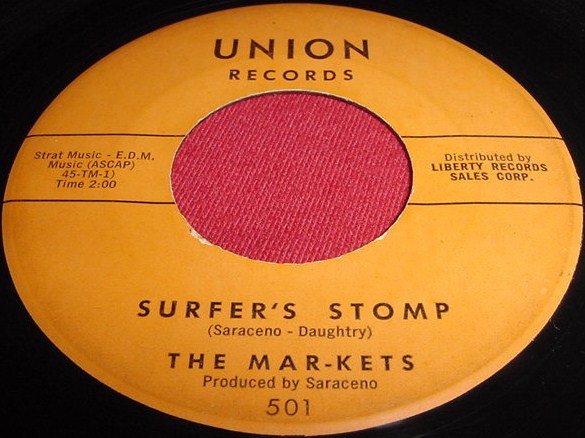 UNION
RECORDS
Strat Music - E.D.M.
Music (ASCAP)
45-TM-1)
Time 2:00
Distributed by
LIBERTY RECORDS
SALES CORP.
SURFER'S STOMP
(Saraceno - Daughtry)
THE MAR-KETS
Produced by Saraceno
501